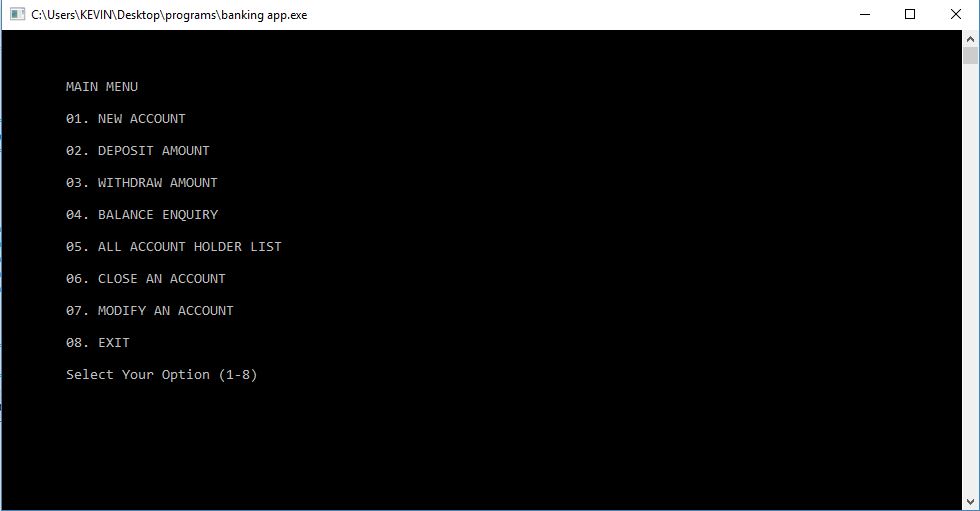 C:\Users\KEVIN\Desktop\programs\banking app.exe
MAIN MENU
01. NEW ACCOUNT
02. DEPOSIT AMOUNT
03. WITHDRAW AMOUNT
04. BALANCE ENQUIRY
05. ALL ACCOUNT HOLDER LIST
06. CLOSE AN ACCOUNT
07. MODIFY AN ACCOUNT
08. EXIT
Select Your Option (1-8)